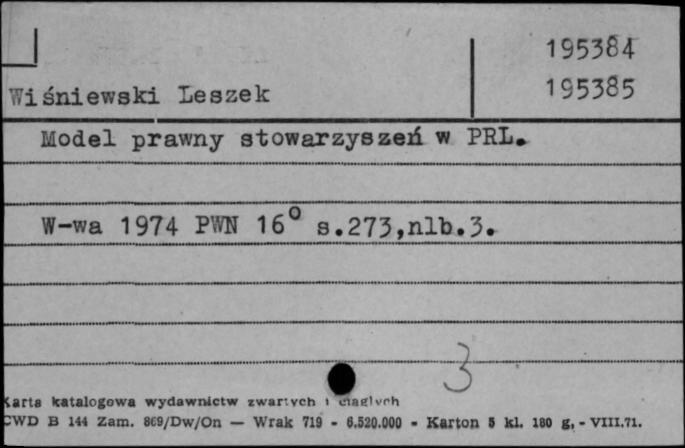 195384
Wiśniewski Leszek
195385
Model prawny stowarzyszeń w PRL.
W-wa 1974 PWN 16° s.273,nlb.3.
3
Karta katalogowa wydawnictw zwartych i ciągłych
CWD B 144 Zam. 869/Dw/On — Wrak 719 - 6.520.000 - Karton 5 kl. 180 g, - VIII.71.